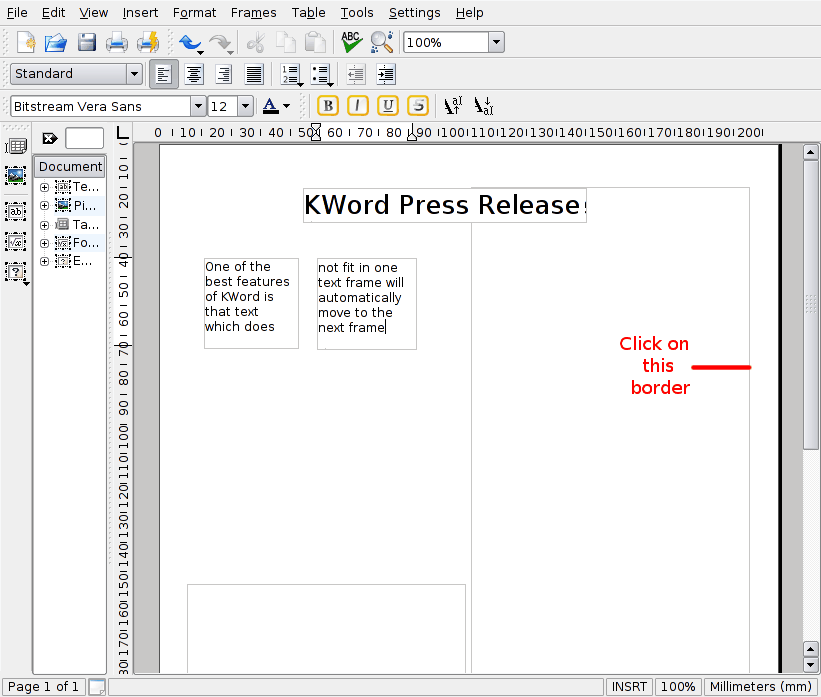 File Edit View Insert Format Frames Table Tools Settings Help
ABC 100%
Standard
Bitstream Vera Sans 12 A B I U S
0 10 20 30 40 50 60 70 80 90 100 110 120 130 140 150 160 170 180 190 200
Document
Te...
Pi...
Ta...
Fo...
E...
0 10 20 30 40 50 60 70 80 90 100 110 120 130 140 150 160 170
KWord Press Release
One of the
best features
of KWord is
that text
which does
not fit in one
text frame will
automatically
move to the
next frame
Click on
this
border
Page 1 of 1 INSRT 100% Millimeters (mm)